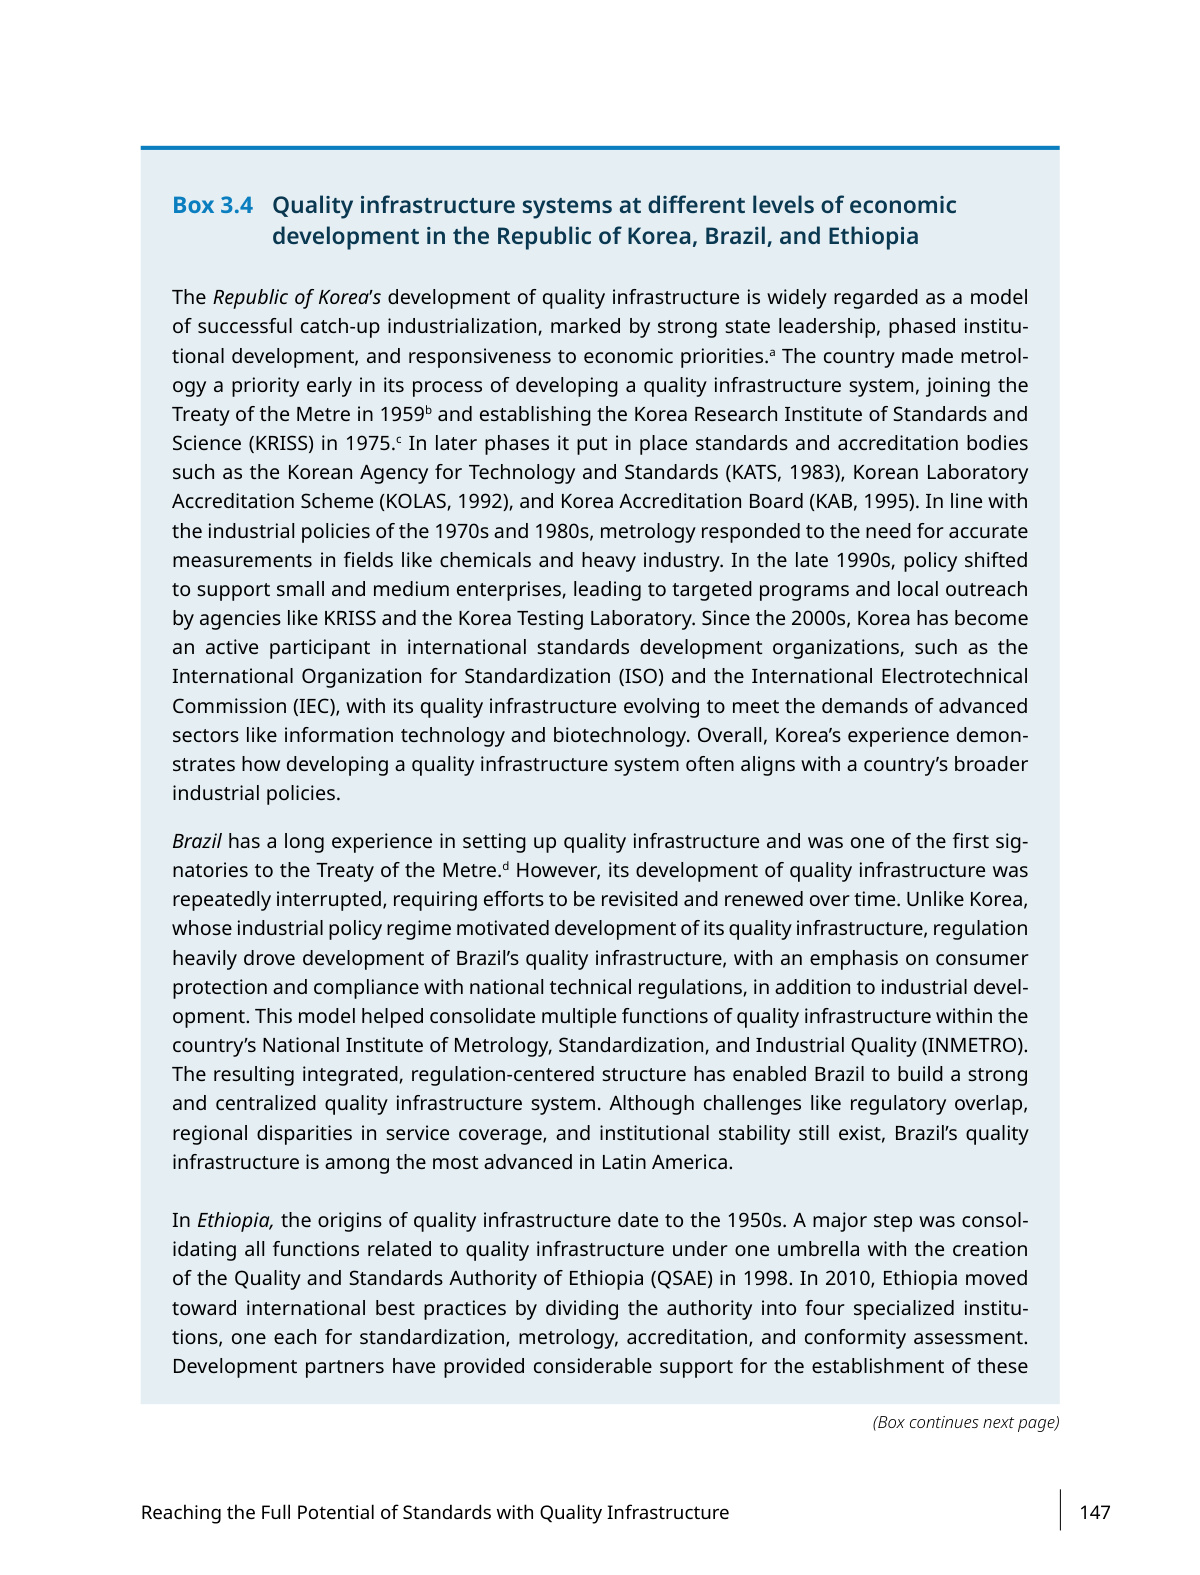 Box 3.4 Quality infrastructure systems at different levels of economic
development in the Republic of Korea, Brazil, and Ethiopia
The Republic of Korea’s development of quality infrastructure is widely regarded as a model
of successful catch-up industrialization, marked by strong state leadership, phased institu-
tional development, and responsiveness to economic priorities.ᵃ The country made metrol-
ogy a priority early in its process of developing a quality infrastructure system, joining the
Treaty of the Metre in 1959ᵇ and establishing the Korea Research Institute of Standards and
Science (KRISS) in 1975.ᶜ In later phases it put in place standards and accreditation bodies
such as the Korean Agency for Technology and Standards (KATS, 1983), Korean Laboratory
Accreditation Scheme (KOLAS, 1992), and Korea Accreditation Board (KAB, 1995). In line with
the industrial policies of the 1970s and 1980s, metrology responded to the need for accurate
measurements in fields like chemicals and heavy industry. In the late 1990s, policy shifted
to support small and medium enterprises, leading to targeted programs and local outreach
by agencies like KRISS and the Korea Testing Laboratory. Since the 2000s, Korea has become
an active participant in international standards development organizations, such as the
International Organization for Standardization (ISO) and the International Electrotechnical
Commission (IEC), with its quality infrastructure evolving to meet the demands of advanced
sectors like information technology and biotechnology. Overall, Korea’s experience demon-
strates how developing a quality infrastructure system often aligns with a country’s broader
industrial policies.
Brazil has a long experience in setting up quality infrastructure and was one of the first sig-
natories to the Treaty of the Metre.ᵈ However, its development of quality infrastructure was
repeatedly interrupted, requiring efforts to be revisited and renewed over time. Unlike Korea,
whose industrial policy regime motivated development of its quality infrastructure, regulation
heavily drove development of Brazil’s quality infrastructure, with an emphasis on consumer
protection and compliance with national technical regulations, in addition to industrial devel-
opment. This model helped consolidate multiple functions of quality infrastructure within the
country’s National Institute of Metrology, Standardization, and Industrial Quality (INMETRO).
The resulting integrated, regulation-centered structure has enabled Brazil to build a strong
and centralized quality infrastructure system. Although challenges like regulatory overlap,
regional disparities in service coverage, and institutional stability still exist, Brazil’s quality
infrastructure is among the most advanced in Latin America.
In Ethiopia, the origins of quality infrastructure date to the 1950s. A major step was consol-
idating all functions related to quality infrastructure under one umbrella with the creation
of the Quality and Standards Authority of Ethiopia (QSAE) in 1998. In 2010, Ethiopia moved
toward international best practices by dividing the authority into four specialized institu-
tions, one each for standardization, metrology, accreditation, and conformity assessment.
Development partners have provided considerable support for the establishment of these
(Box continues next page)
Reaching the Full Potential of Standards with Quality Infrastructure 147